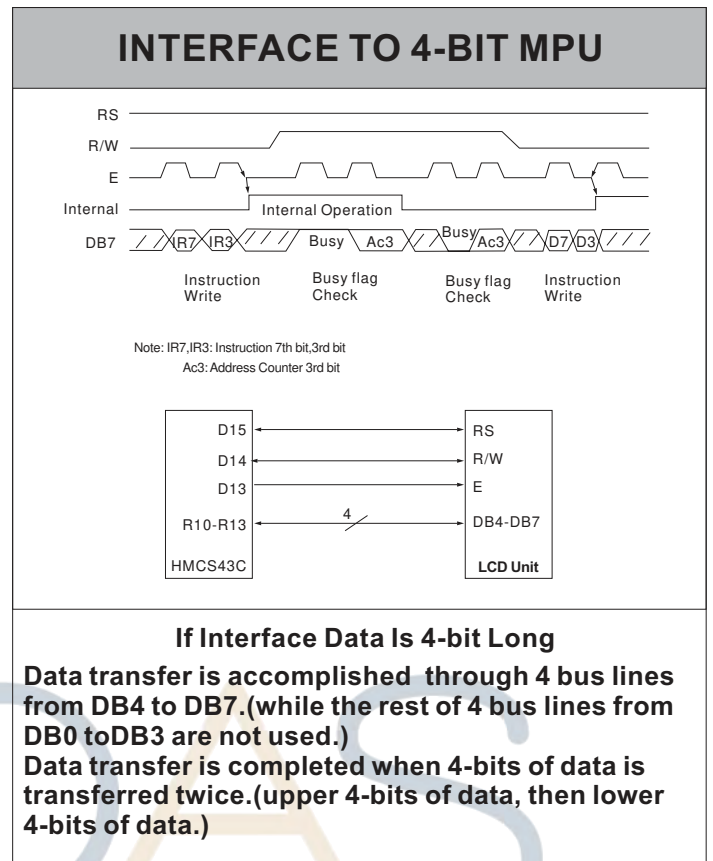 INTERFACE TO 4-BIT MPU
RS
R/W
E
Internal
Internal Operation
DB7
IR7 IR3 Busy Ac3 Busy Ac3 D7 D3
Instruction
Write
Busy flag
Check
Busy flag
Check
Instruction
Write
Note: IR7,IR3: Instruction 7th bit,3rd bit
Ac3: Address Counter 3rd bit
D15
RS
D14
R/W
D13
E
R10-R13
4
DB4-DB7
HMCS43C
LCD Unit
If Interface Data Is 4-bit Long
Data transfer is accomplished through 4 bus lines
from DB4 to DB7.(while the rest of 4 bus lines from
DB0 toDB3 are not used.)
Data transfer is completed when 4-bits of data is
transferred twice.(upper 4-bits of data, then lower
4-bits of data.)